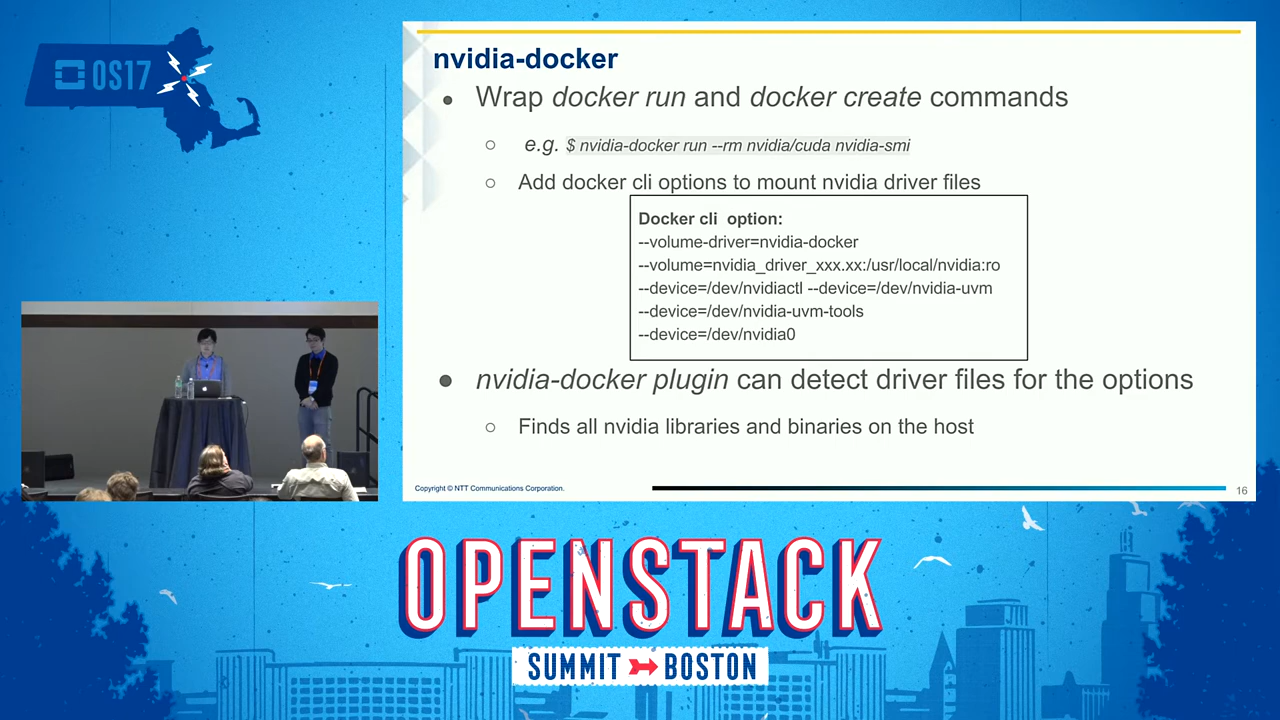 OS17
nvidia-docker
● Wrap docker run and docker create commands
○ e.g. $ nvidia-docker run --rm nvidia/cuda nvidia-smi
○ Add docker cli options to mount nvidia driver files
Docker cli option:
--volume-driver=nvidia-docker
--volume=nvidia_driver_xxx.xx:/usr/local/nvidia:ro
--device=/dev/nvidiactl --device=/dev/nvidia-uvm
--device=/dev/nvidia-uvm-tools
--device=/dev/nvidia0
● nvidia-docker plugin can detect driver files for the options
○ Finds all nvidia libraries and binaries on the host
Copyright © NTT Communications Corporation.
16
OPENSTACK
SUMMIT BOSTON